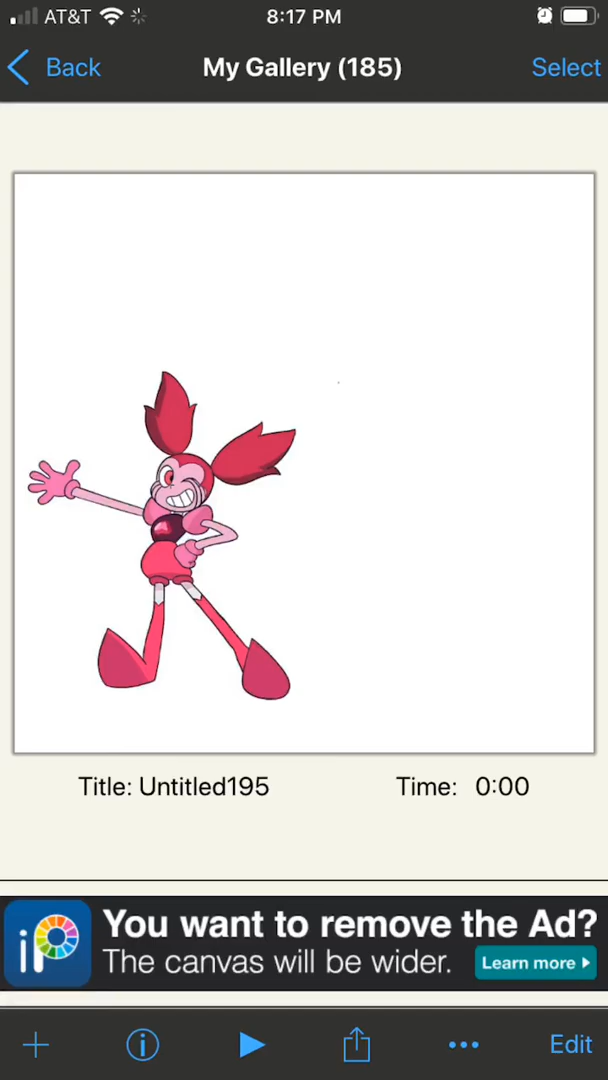 AT&T 8:17 PM
Back My Gallery (185) Select
Title: Untitled195 Time: 0:00
iP You want to remove the Ad?
The canvas will be wider. Learn more
Edit